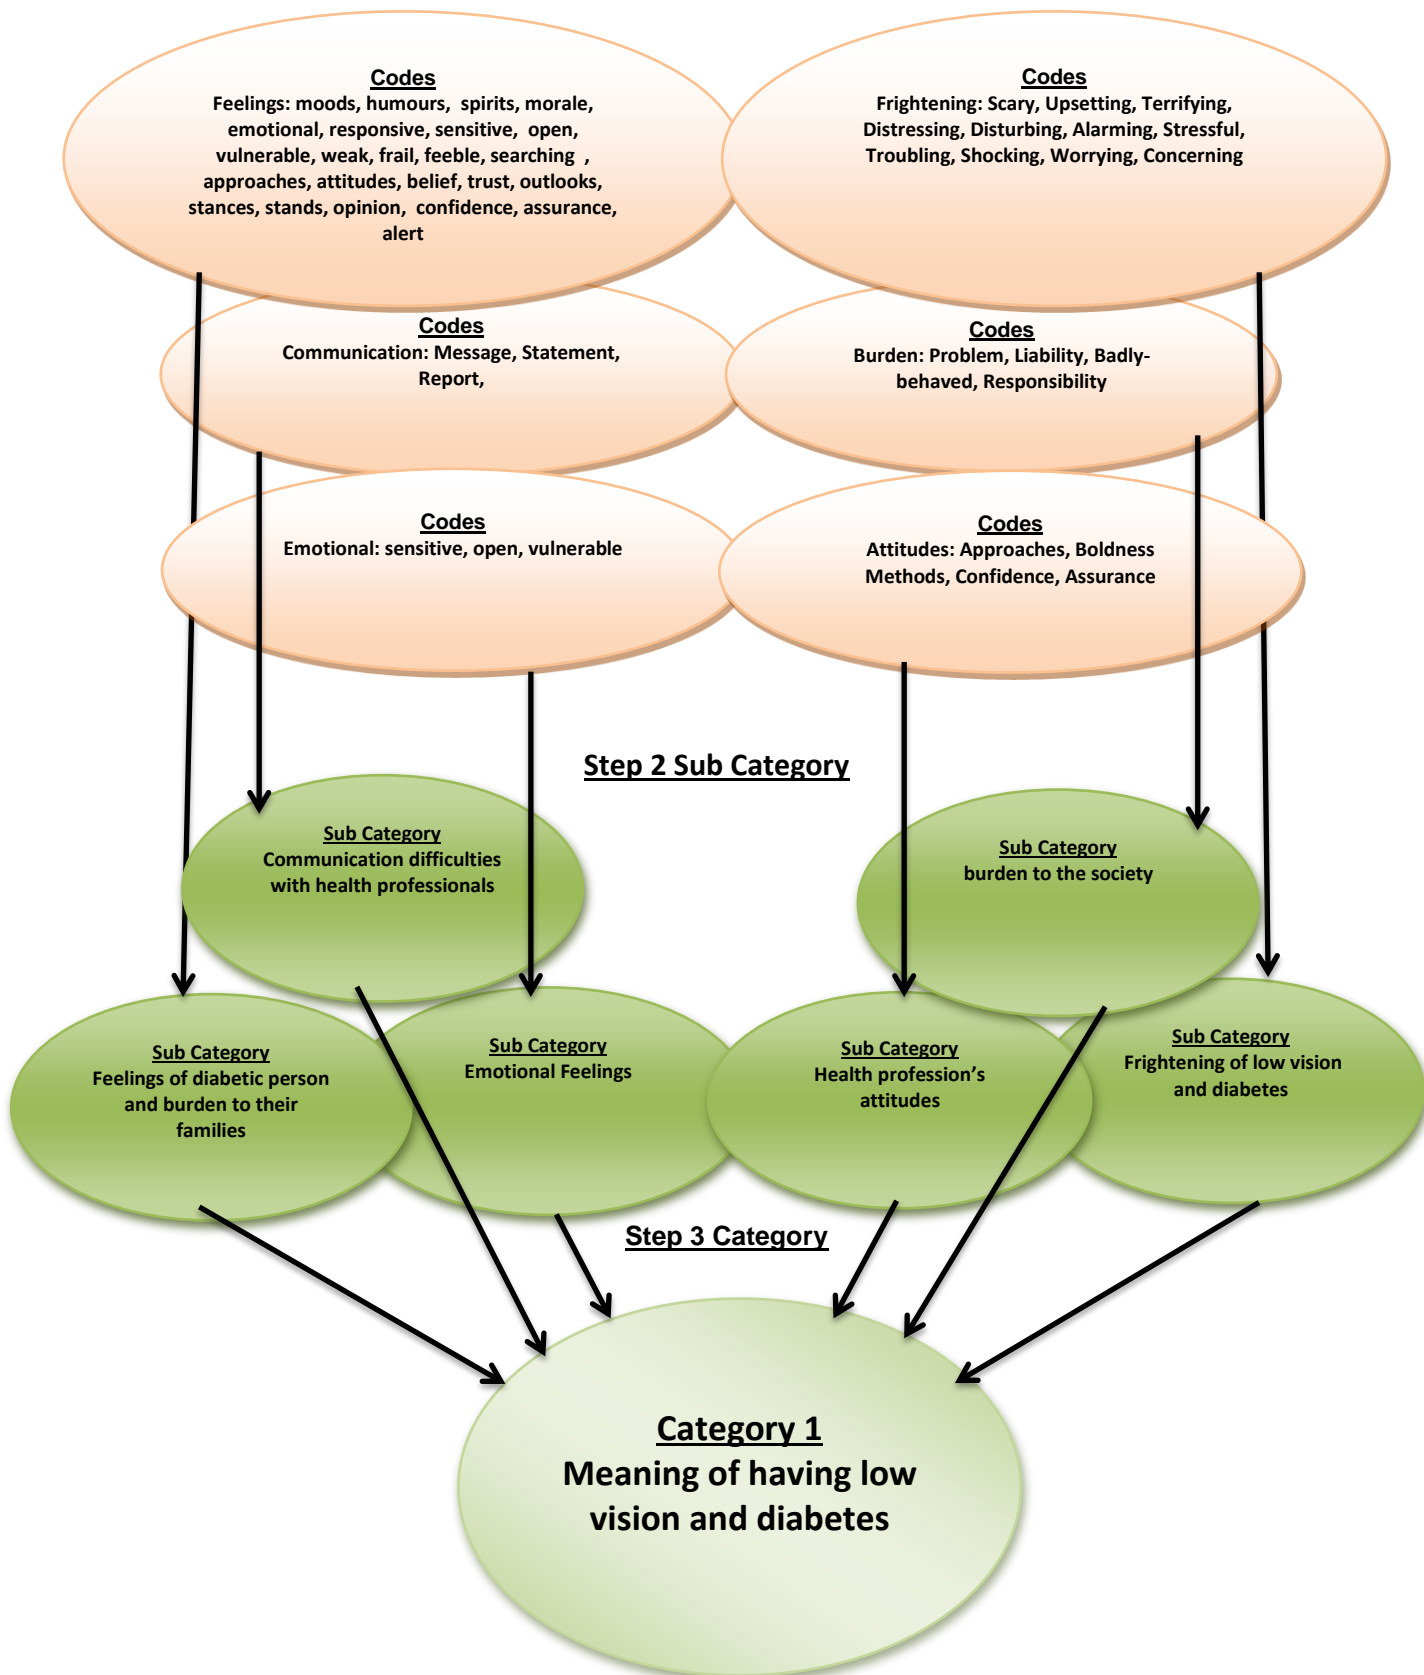 Codes
Feelings: moods, humours, spirits, morale,
emotional, responsive, sensitive, open,
vulnerable, weak, frail, feeble, searching ,
approaches, attitudes, belief, trust, outlooks,
stances, stands, opinion, confidence, assurance,
alert
Codes
Frightening: Scary, Upsetting, Terrifying,
Distressing, Disturbing, Alarming, Stressful,
Troubling, Shocking, Worrying, Concerning
Codes
Communication: Message, Statement,
Report,
Codes
Burden: Problem, Liability, Badly-
behaved, Responsibility
Codes
Emotional: sensitive, open, vulnerable
Codes
Attitudes: Approaches, Boldness
Methods, Confidence, Assurance
Step 2 Sub Category
Sub Category
Communication difficulties
with health professionals
Sub Category
burden to the society
Sub Category
Feelings of diabetic person
and burden to their
families
Sub Category
Emotional Feelings
Sub Category
Health profession’s
attitudes
Sub Category
Frightening of low vision
and diabetes
Step 3 Category
Category 1
Meaning of having low
vision and diabetes